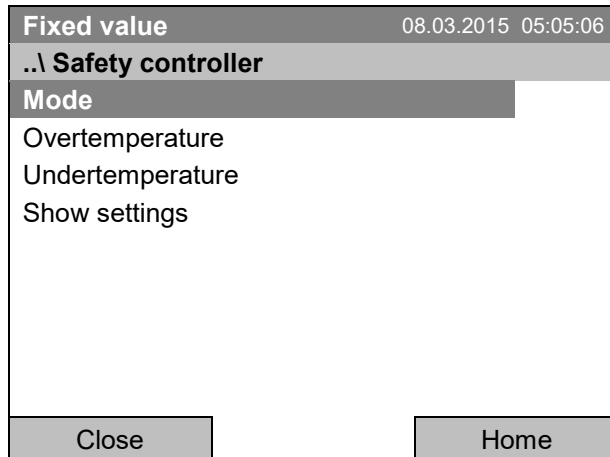 Fixed value 08.03.2015 05:05:06
..\ Safety controller
Mode
Overtemperature
Undertemperature
Show settings
Close Home